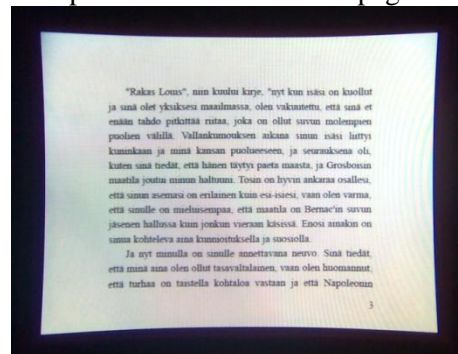 "Rakas Louis", niin kuului kirje, "nyt kun isäsi on kuollut
ja sinä olet yksiksesi maailmassa, olen vakuutettu, että sinä et
enään tahdo pitkittää riitaa, joka on ollut suvun molempien
puolien välillä. Vallankumouksen aikana sinun isäsi liittyi
kuninkaan ja minä kansan puolueeseen, ja seurauksena oli,
kuten sinä tiedät, että hänen täytyi paeta maasta, ja Grosboisin
maatila joutui minun haltuuni. Tosin on hyvin ankaraa osallesi,
että sinun asemasi on erilainen kuin esi-isiesi, vaan olen varma,
että sinulle on mieluisempaa, että maatila on Bernac'in suvun
jäsenen hallussa kuin jonkun vieraan käsissä. Enosi ainakin on
sinua kohteleva aina kunnioituksella ja suosiolla.
Ja nyt minulla on sinulle annettavana neuvo. Sinä tiedät,
että minä aina olen ollut tasavaltalainen, vaan olen huomannut,
että turhaa on taistella kohtaloa vastaan ja että Napoleonin
3